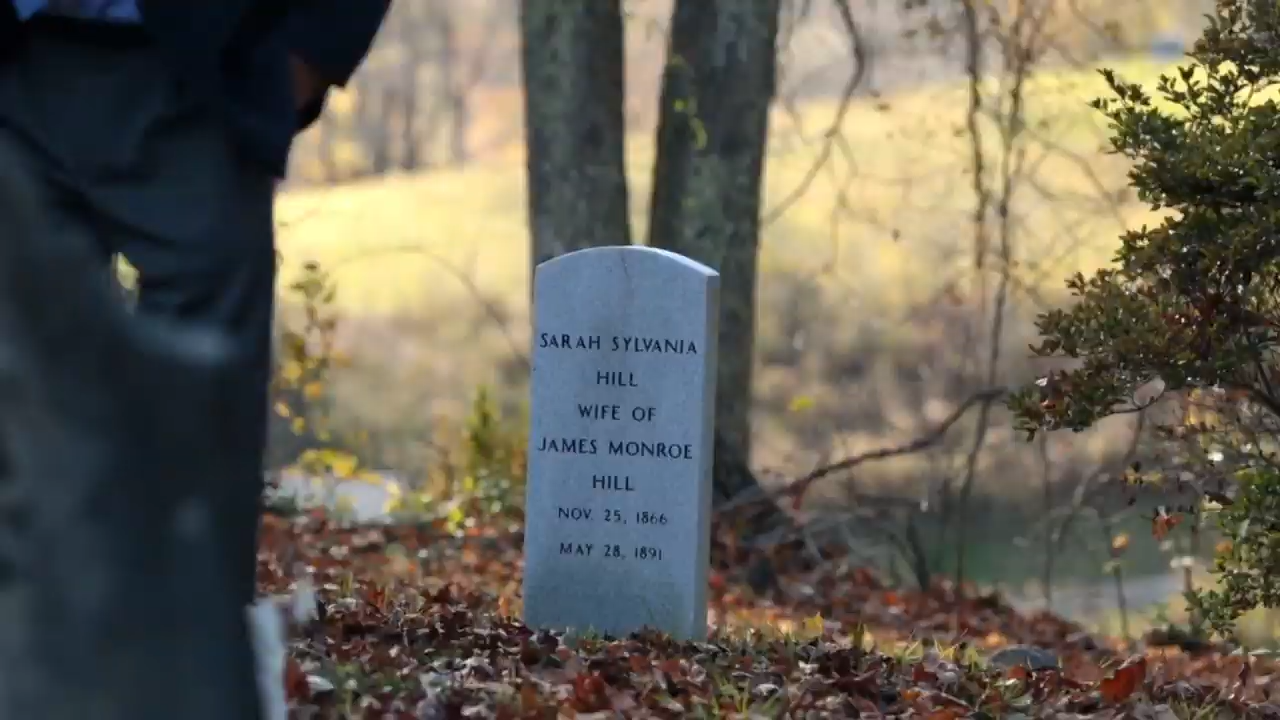 SARAH SYLVANIA
HILL
WIFE OF
JAMES MONROE
HILL
NOV. 25, 1866
MAY 28, 1891